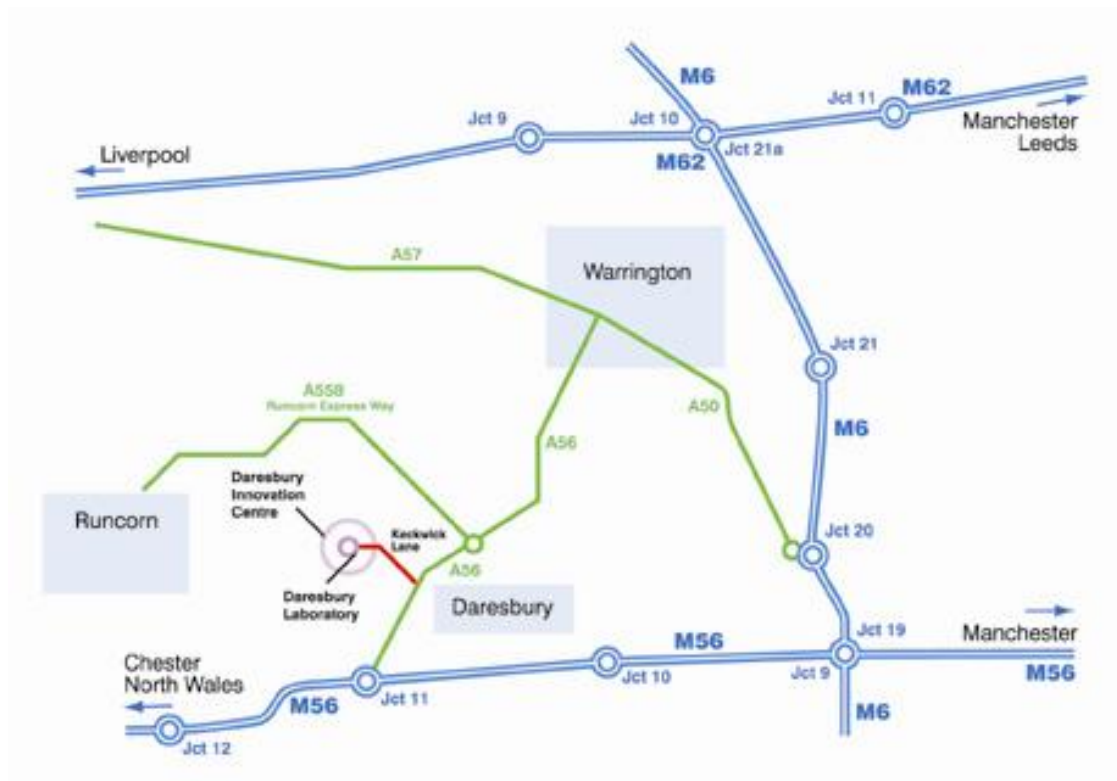 M6
M62
Jct 11
Jct 10
Jct 9
Manchester
Leeds
Liverpool
M62
Jct 21a
A57
Warrington
Jct 21
A558
Runcorn Express Way
A50
M6
A56
Daresbury
Innovation
Centre
Runcorn
Keckwick
Lane
Jct 20
A56
Daresbury
Laboratory
Daresbury
Jct 19
Manchester
M56
Chester
North Wales
Jct 9
M56
Jct 10
Jct 11
M56
M6
Jct 12